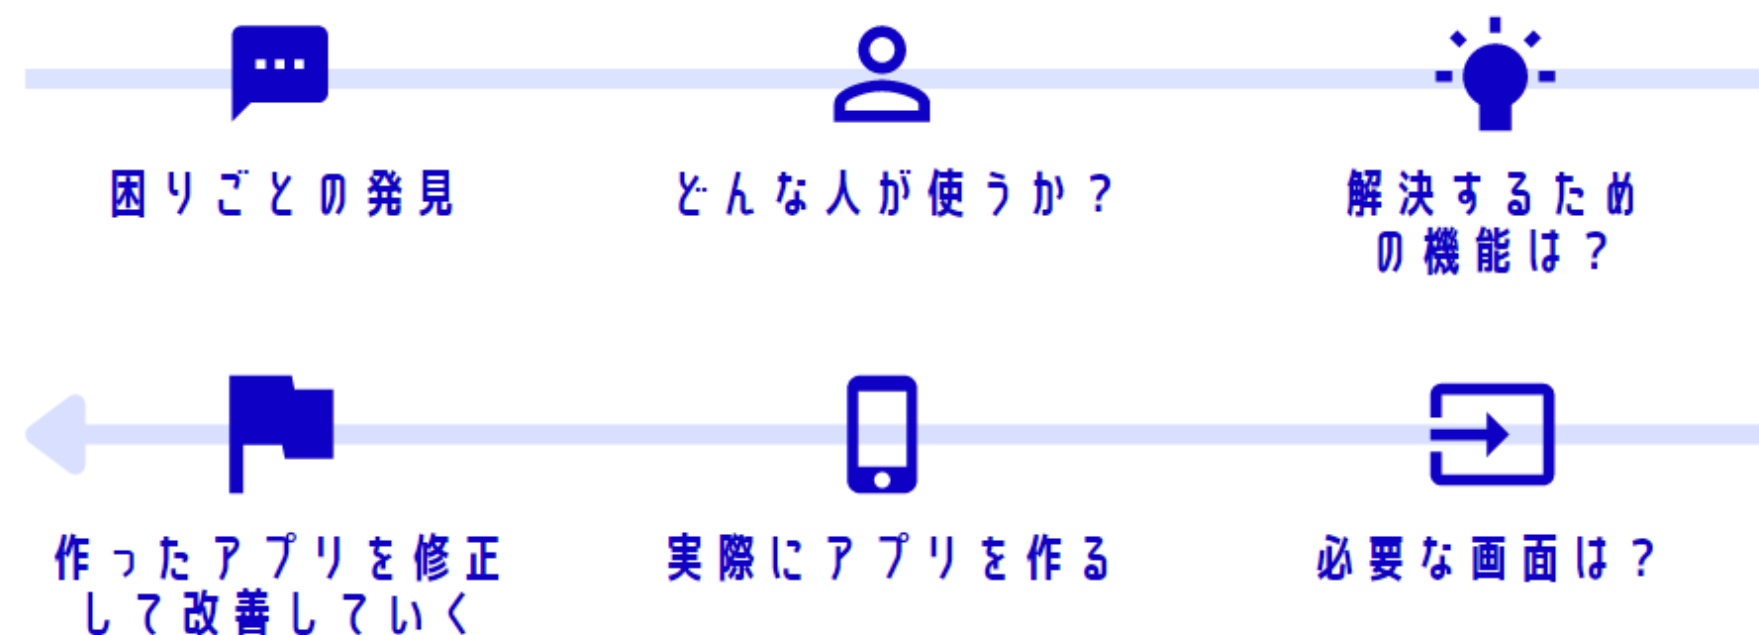 困りごとの発見
どんな人が使うか？
解決するため
の機能は？
作ったアプリを修正
して改善していく
実際にアプリを作る
必要な画面は？